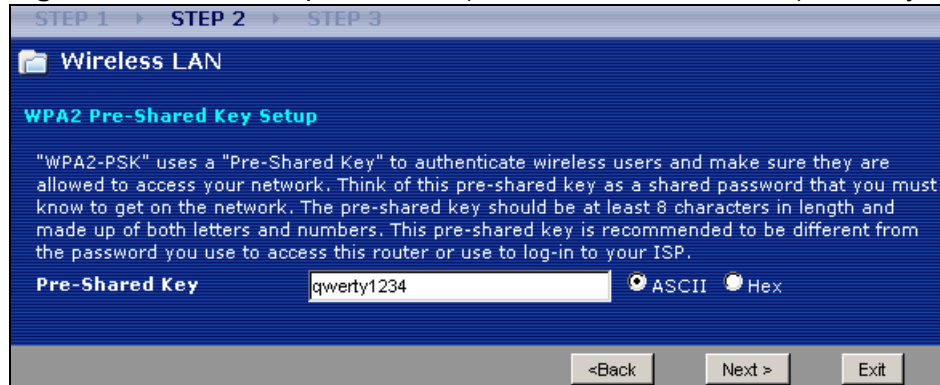 STEP 1 STEP 2 STEP 3
Wireless LAN
WPA2 Pre-Shared Key Setup
"WPA2-PSK" uses a "Pre-Shared Key" to authenticate wireless users and make sure they are
allowed to access your network. Think of this pre-shared key as a shared password that you must
know to get on the network. The pre-shared key should be at least 8 characters in length and
made up of both letters and numbers. This pre-shared key is recommended to be different from
the password you use to access this router or use to log-in to your ISP.
Pre-Shared Key qwerty1234 ASCII Hex
<Back Next > Exit